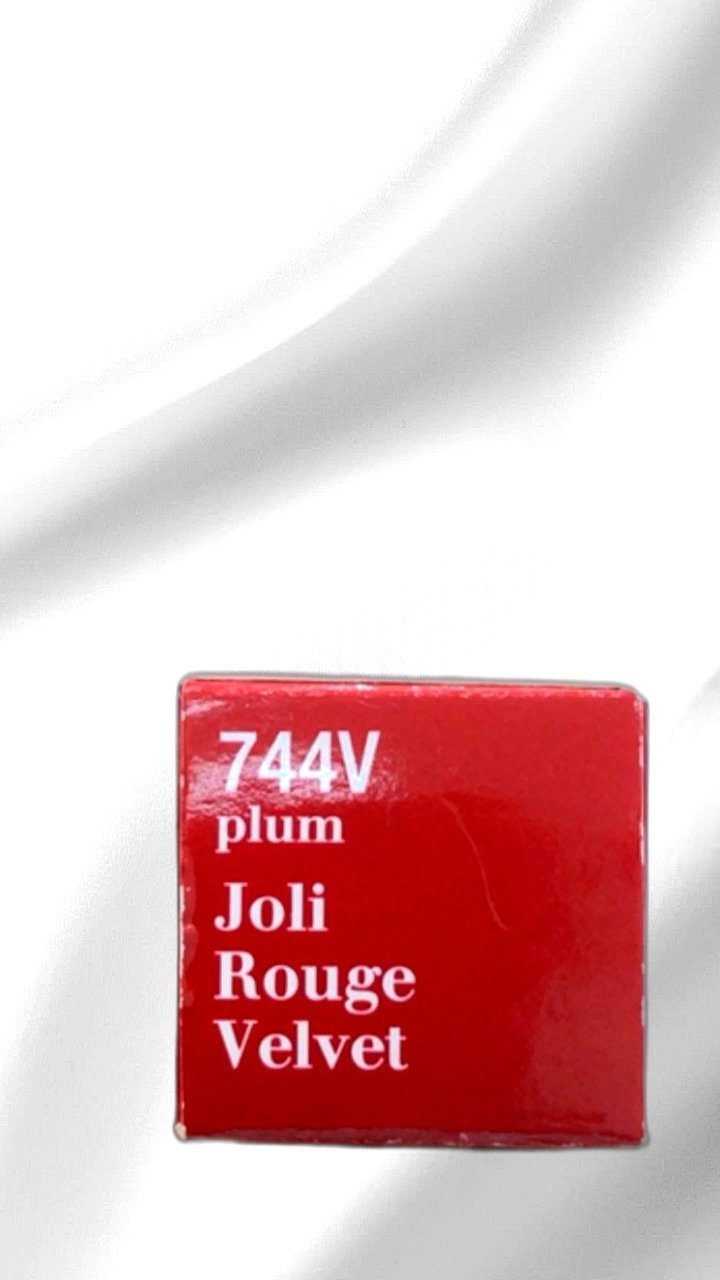 744V
plum
Joli
Rouge
Velvet